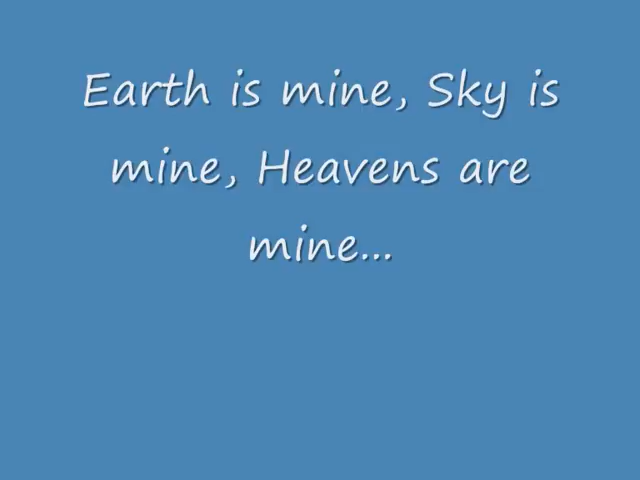 Earth is mine, Sky is
mine, Heavens are
mine...